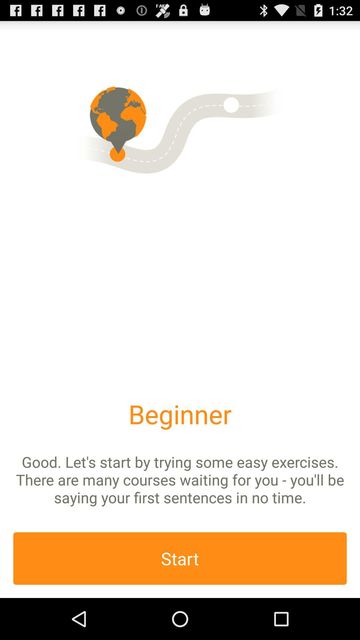 1:32
Beginner
Good. Let's start by trying some easy exercises.
There are many courses waiting for you - you'll be
saying your first sentences in no time.
Start